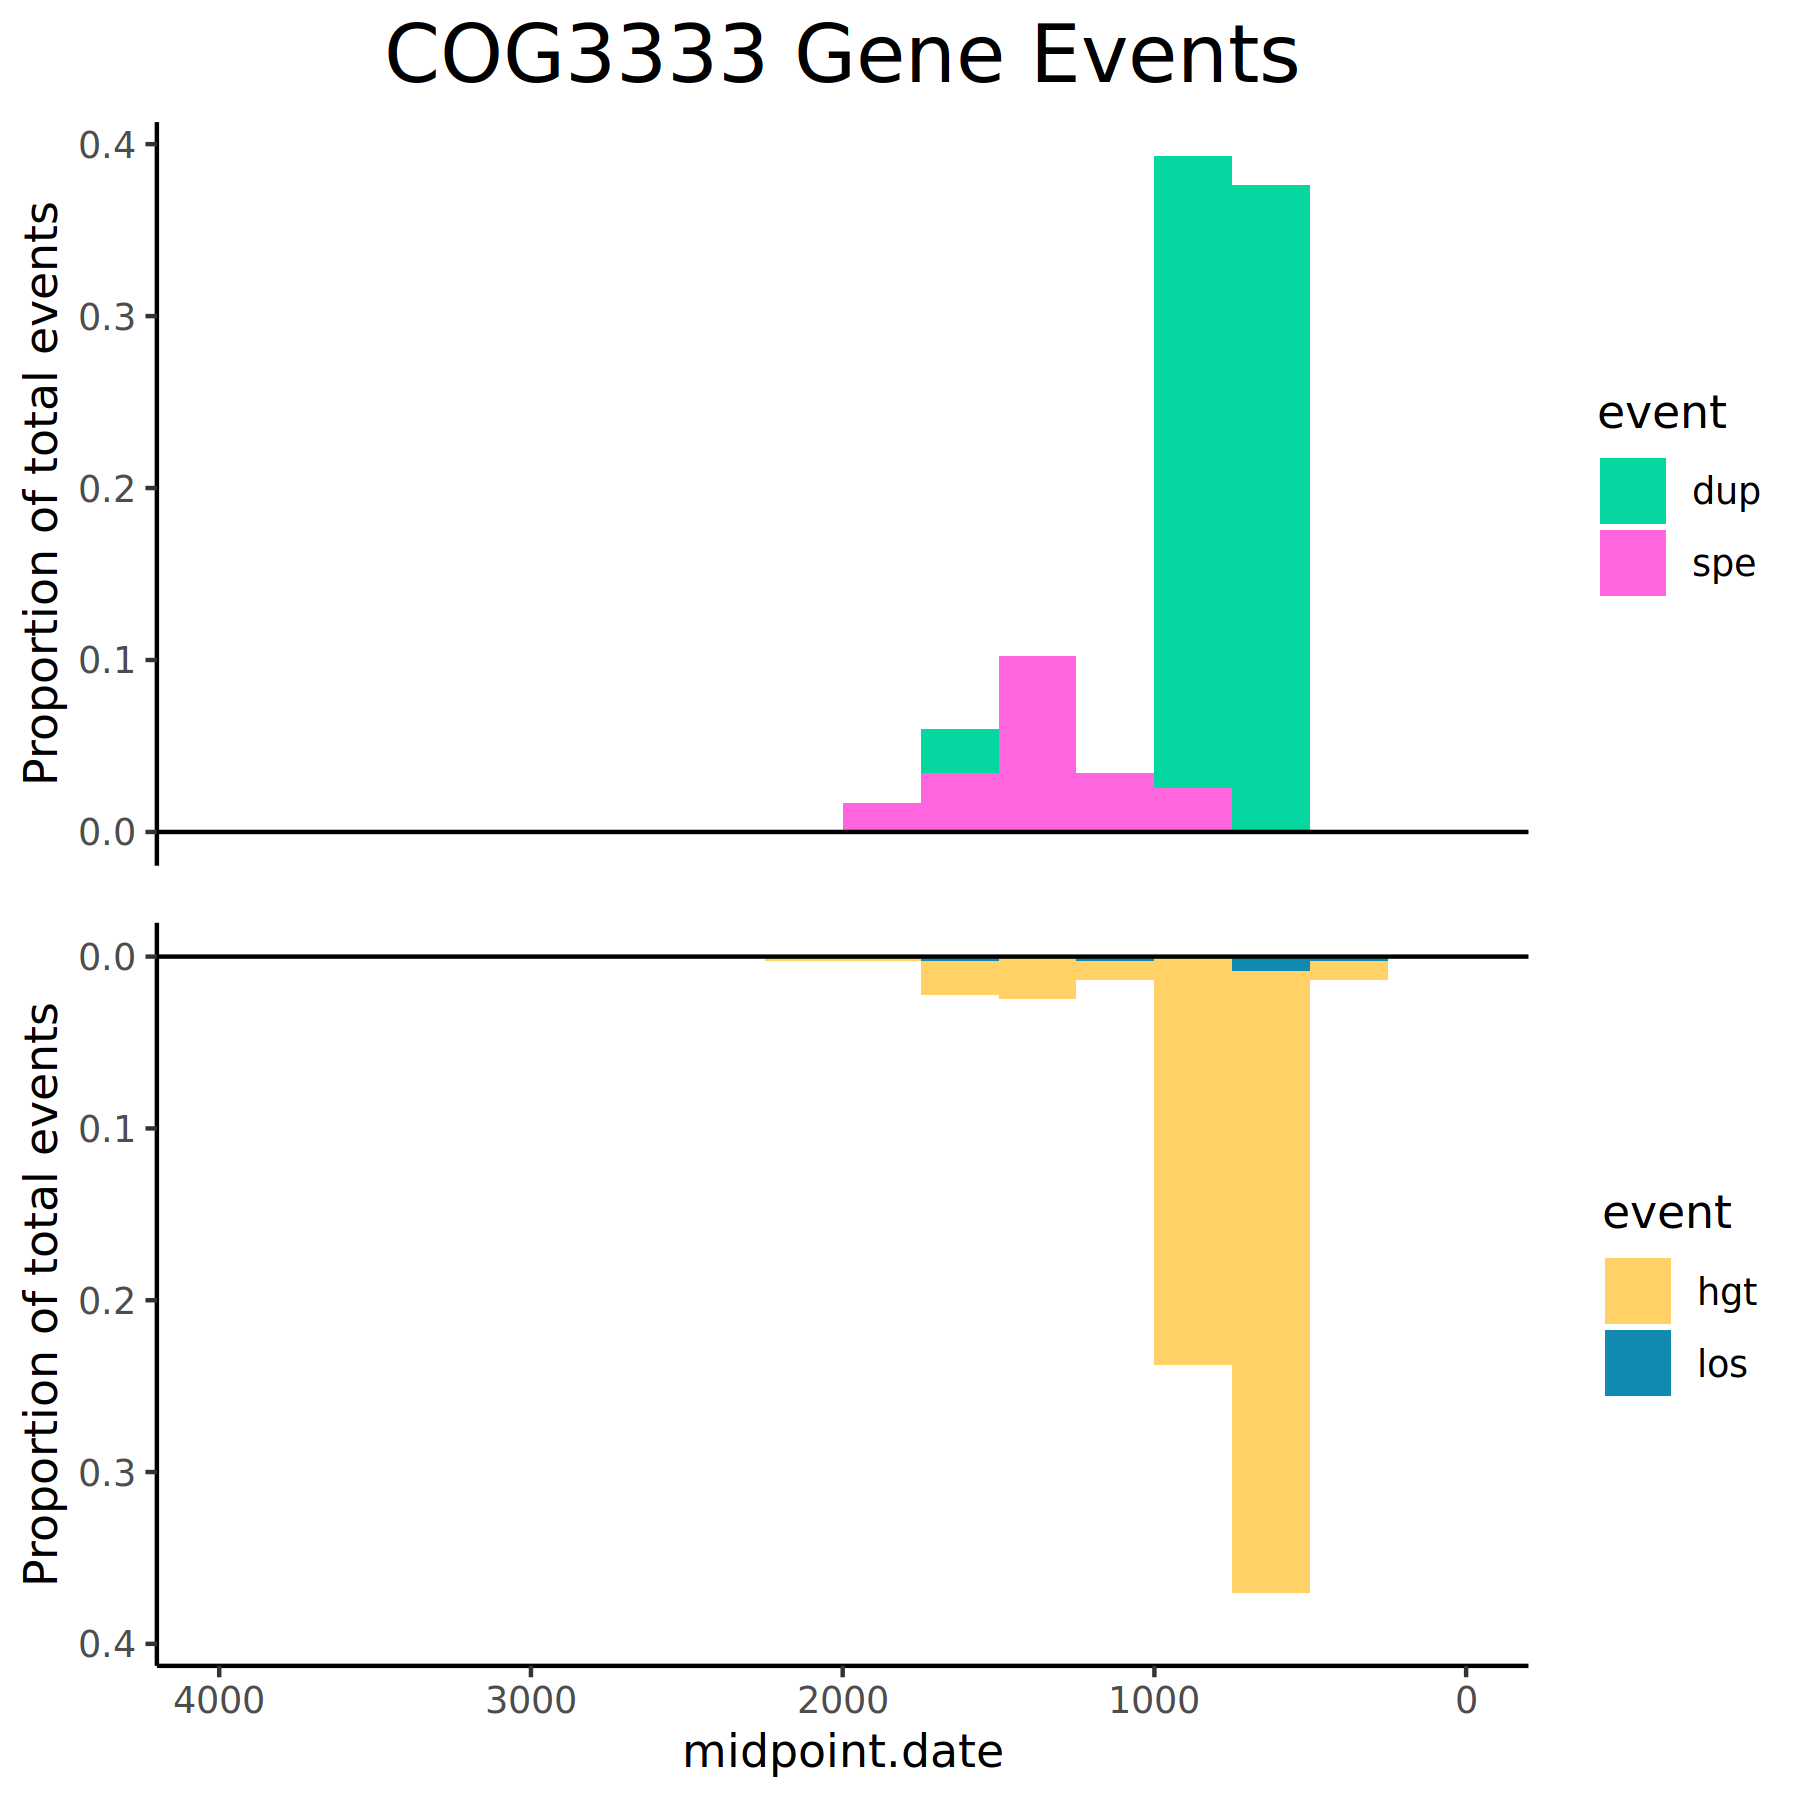 COG3333 Gene Events
Proportion of total events
0.4
0.3
0.2
0.1
0.0
event
dup
spe
Proportion of total events
0.0
0.1
0.2
0.3
0.4
event
hgt
los
4000 3000 2000 1000 0
midpoint.date